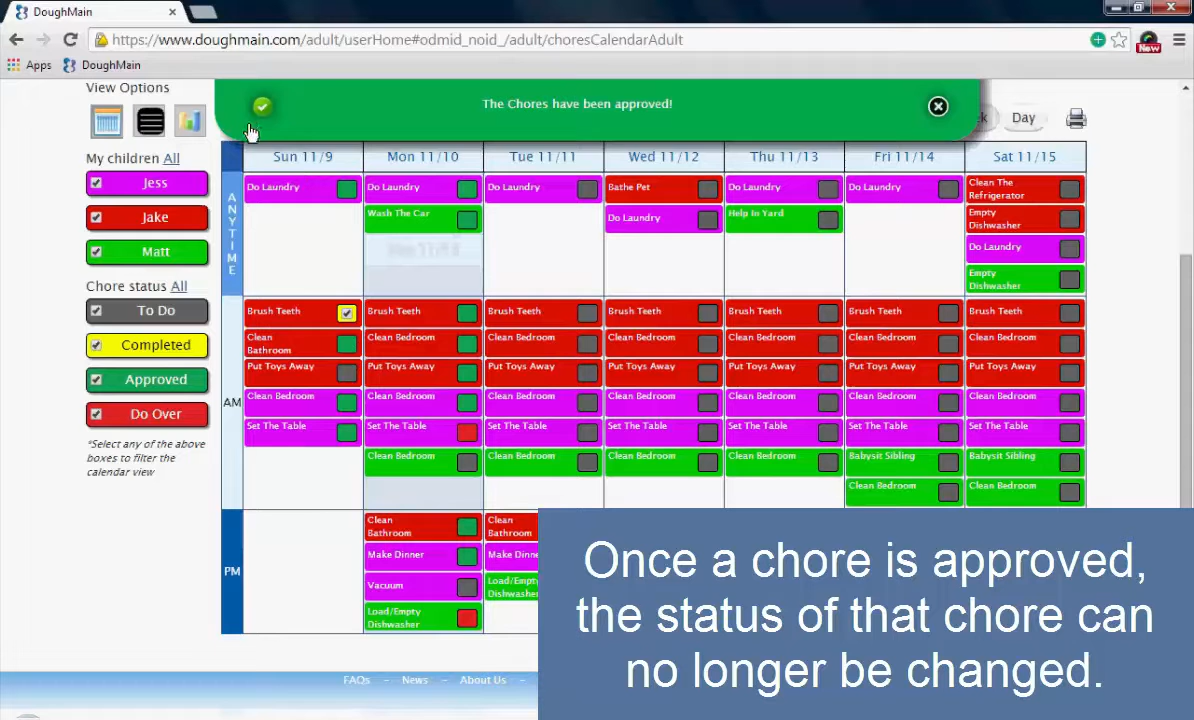 DoughMain
https://www.doughmain.com/adult/userHome#odmid_noid_/adult/choresCalendarAdult
New
Apps DoughMain
View Options
The Chores have been approved!
Day
My children All
Jess
Jake
Matt
Chore status All
To Do
Completed
Approved
Do Over
*Select any of the above
boxes to filter the
calendar view
Sun 11/9 Mon 11/10 Tue 11/11 Wed 11/12 Thu 11/13 Fri 11/14 Sat 11/15
ANYTIME
Do Laundry Do Laundry Do Laundry Bathe Pet Do Laundry Do Laundry Clean The
Refrigerator
Wash The Car Do Laundry Help In Yard Empty
Dishwasher
Do Laundry
Empty
Dishwasher
AM
Brush Teeth Brush Teeth Brush Teeth Brush Teeth Brush Teeth Brush Teeth Brush Teeth
Clean
Bathroom Clean Bedroom Clean Bedroom Clean Bedroom Clean Bedroom Clean Bedroom Clean Bedroom
Put Toys Away Put Toys Away Put Toys Away Put Toys Away Put Toys Away Put Toys Away Put Toys Away
Clean Bedroom Clean Bedroom Clean Bedroom Clean Bedroom Clean Bedroom Clean Bedroom Clean Bedroom
Set The Table Set The Table Set The Table Set The Table Set The Table Set The Table Set The Table
Clean Bedroom Clean Bedroom Clean Bedroom Clean Bedroom Babysit Sibling Babysit Sibling
Clean Bedroom Clean Bedroom
PM
Clean
Bathroom Clean
Bathroom
Make Dinner Make Dinne
Vacuum Load/Empty
Dishwasher
Load/Empty
Dishwasher
Once a chore is approved,
the status of that chore can
no longer be changed.
FAQs - News - About Us -